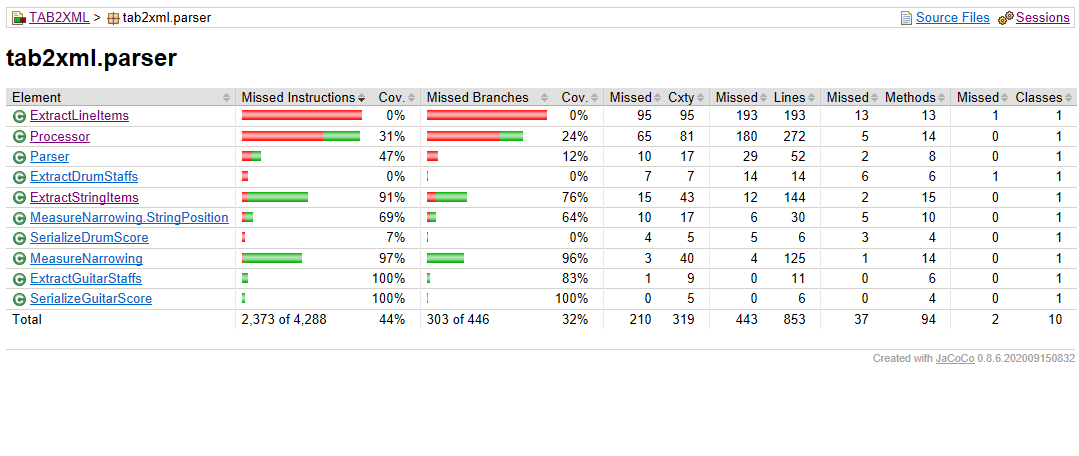 TAB2XML > tab2xml.parser Source Files Sessions
tab2xml.parser
Element Missed Instructions Cov. Missed Branches Cov. Missed Cxty Missed Lines Missed Methods Missed Classes
ExtractLineItems 0% 0% 95 95 193 193 13 13 1 1
Processor 31% 24% 65 81 180 272 5 14 0 1
Parser 47% 12% 10 17 29 52 2 8 0 1
ExtractDrumStaffs 0% 0% 7 7 14 14 6 6 1 1
ExtractStringItems 91% 76% 15 43 12 144 2 15 0 1
MeasureNarrowing.StringPosition 69% 64% 10 17 6 30 5 10 0 1
SerializeDrumScore 7% 0% 4 5 5 6 3 4 0 1
MeasureNarrowing 97% 96% 3 40 4 125 1 14 0 1
ExtractGuitarStaffs 100% 83% 1 9 0 11 0 6 0 1
SerializeGuitarScore 100% 100% 0 5 0 6 0 4 0 1
Total 2,373 of 4,288 44% 303 of 446 32% 210 319 443 853 37 94 2 10
Created with JaCoCo 0.8.6.202009150832